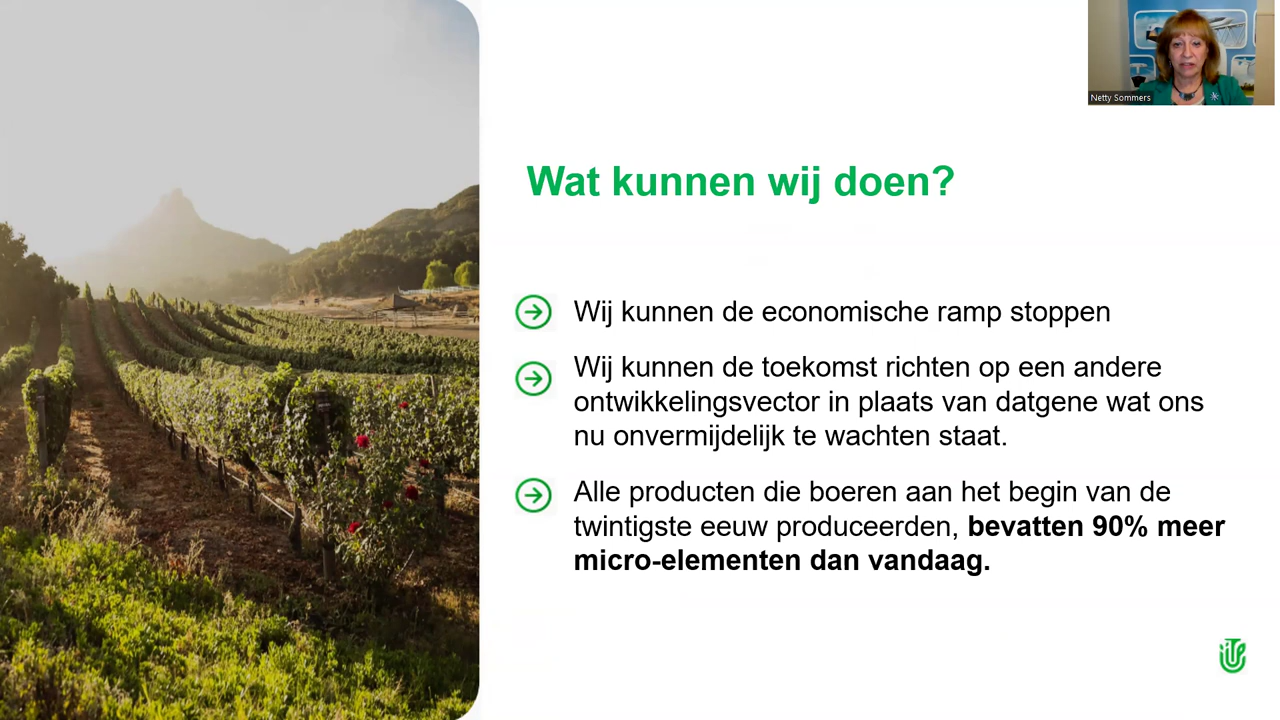 Netty Sommers
Wat kunnen wij doen?
Wij kunnen de economische ramp stoppen
Wij kunnen de toekomst richten op een andere
ontwikkelingsvector in plaats van datgene wat ons
nu onvermijdelijk te wachten staat.
Alle producten die boeren aan het begin van de
twintigste eeuw produceerden, bevatten 90% meer
micro-elementen dan vandaag.